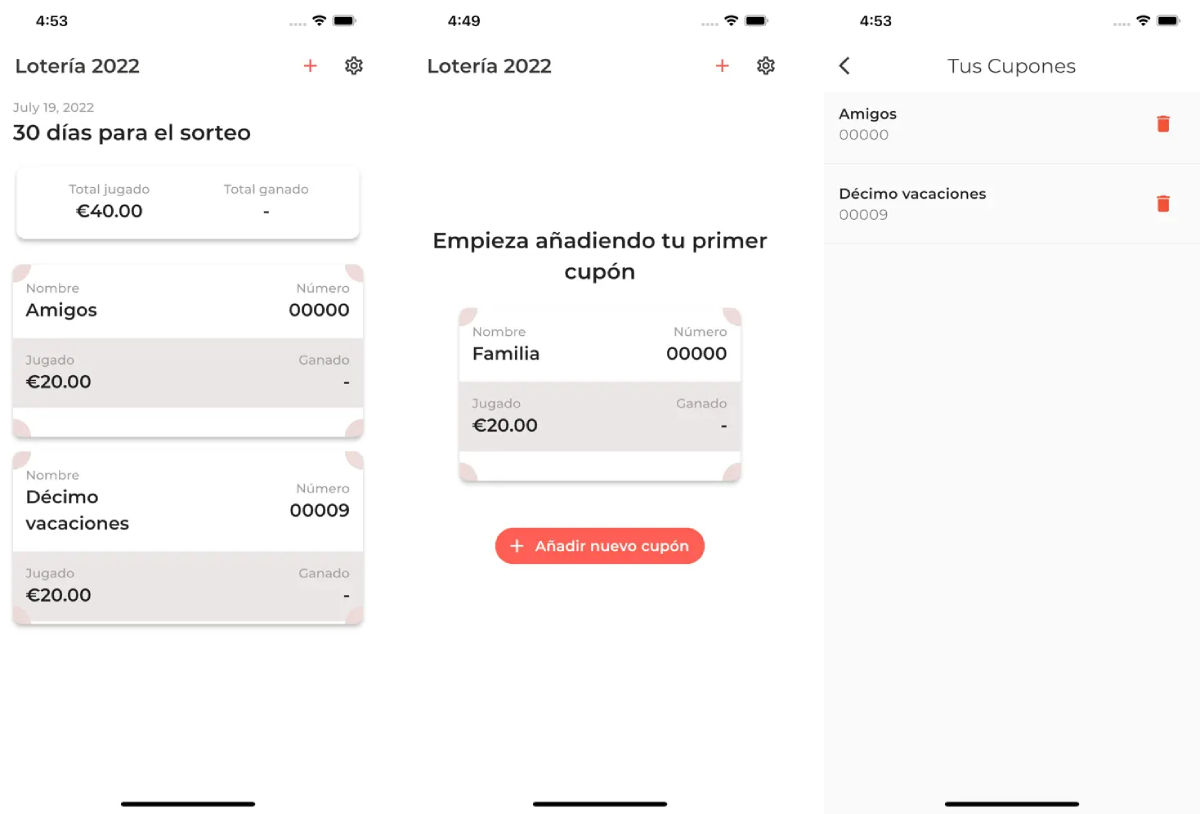 4:53
Lotería 2022
July 19, 2022
30 días para el sorteo
Total jugado
€40.00
Total ganado
-
Nombre
Amigos
Número
00000
Jugado
€20.00
Ganado
-
Nombre
Décimo
vacaciones
Número
00009
Jugado
€20.00
Ganado
-
4:49
Lotería 2022
Empieza añadiendo tu primer
cupón
Nombre
Familia
Número
00000
Jugado
€20.00
Ganado
-
+ Añadir nuevo cupón
4:53
Tus Cupones
Amigos
00000
Décimo vacaciones
00009